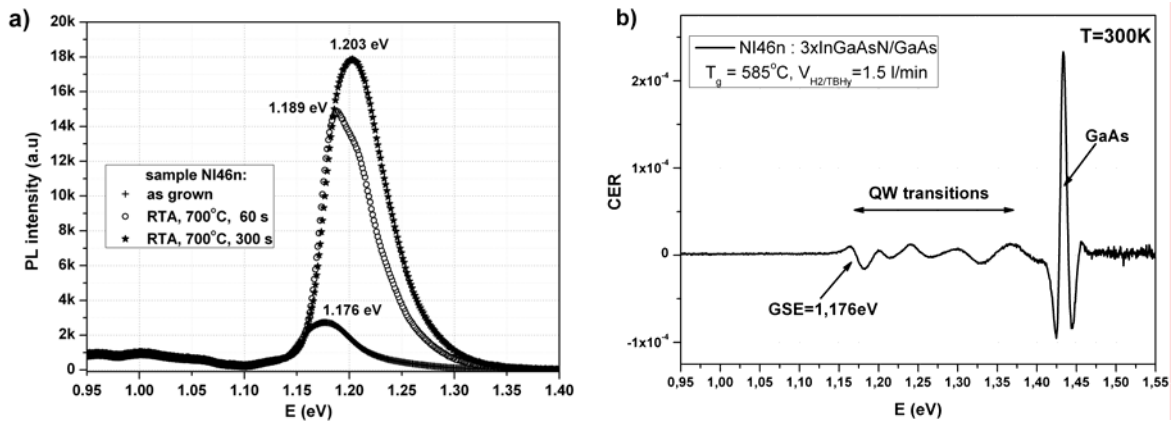 a)
20k
18k
16k
14k
12k
10k
8k
6k
4k
2k
0
PL intensity (a.u)
1.203 eV
1.189 eV
1.176 eV
sample NI46n:
as grown
RTA, 700°C, 60 s
RTA, 700°C, 300 s
0.95 1.00 1.05 1.10 1.15 1.20 1.25 1.30 1.35 1.40
E (eV)
b)
2x10⁻⁴
1x10⁻⁴
0
-1x10⁻⁴
CER
NI46n : 3xInGaAsN/GaAs
T_g = 585°C, V_H2/TBHy=1.5 l/min
T=300K
GaAs
QW transitions
GSE=1,176eV
0,95 1,00 1,05 1,10 1,15 1,20 1,25 1,30 1,35 1,40 1,45 1,50 1,55
E (eV)